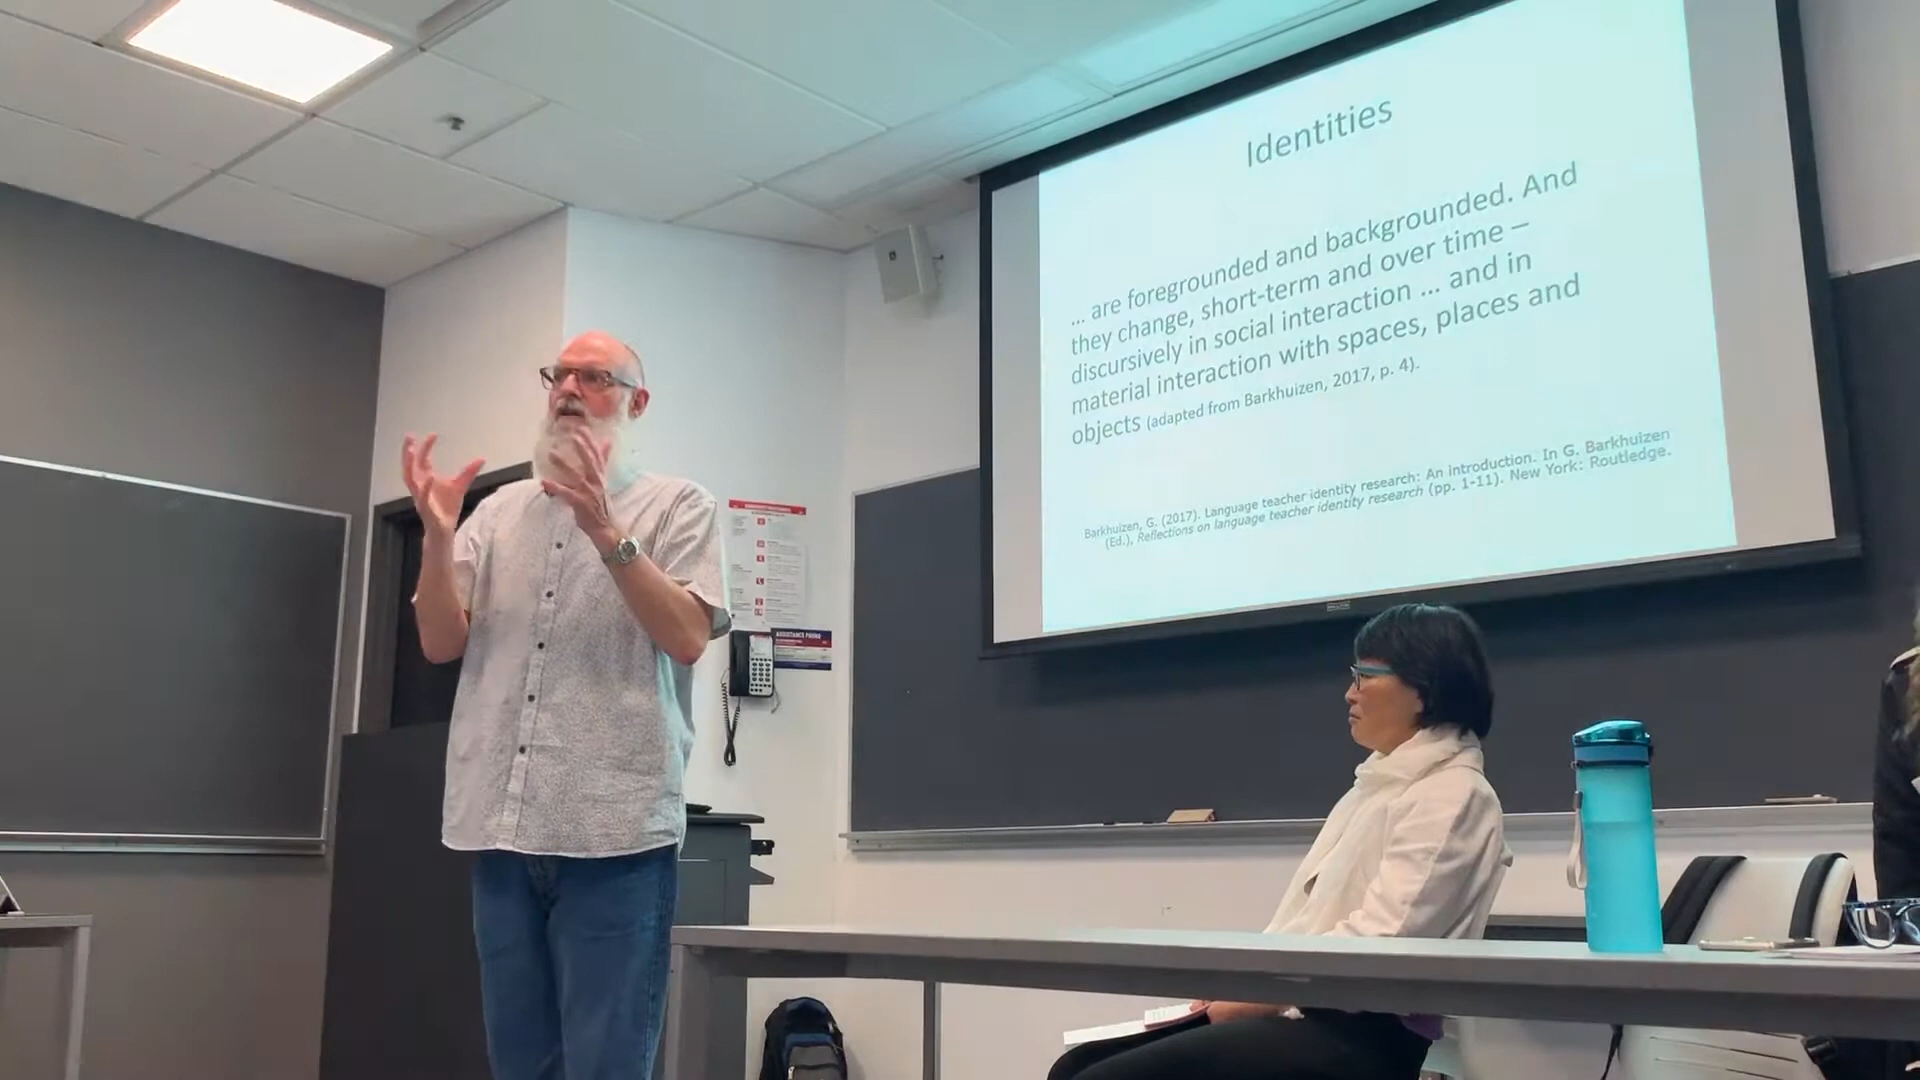 Identities
... are foregrounded and backgrounded. And
they change, short-term and over time –
discursively in social interaction ... and in
material interaction with spaces, places and
objects (adapted from Barkhuizen, 2017, p. 4).
Barkhuizen, G. (2017). Language teacher identity research: An introduction. In G. Barkhuizen
(Ed.), Reflections on language teacher identity research (pp. 1-11). New York: Routledge.
ASSISTANCE PHONE